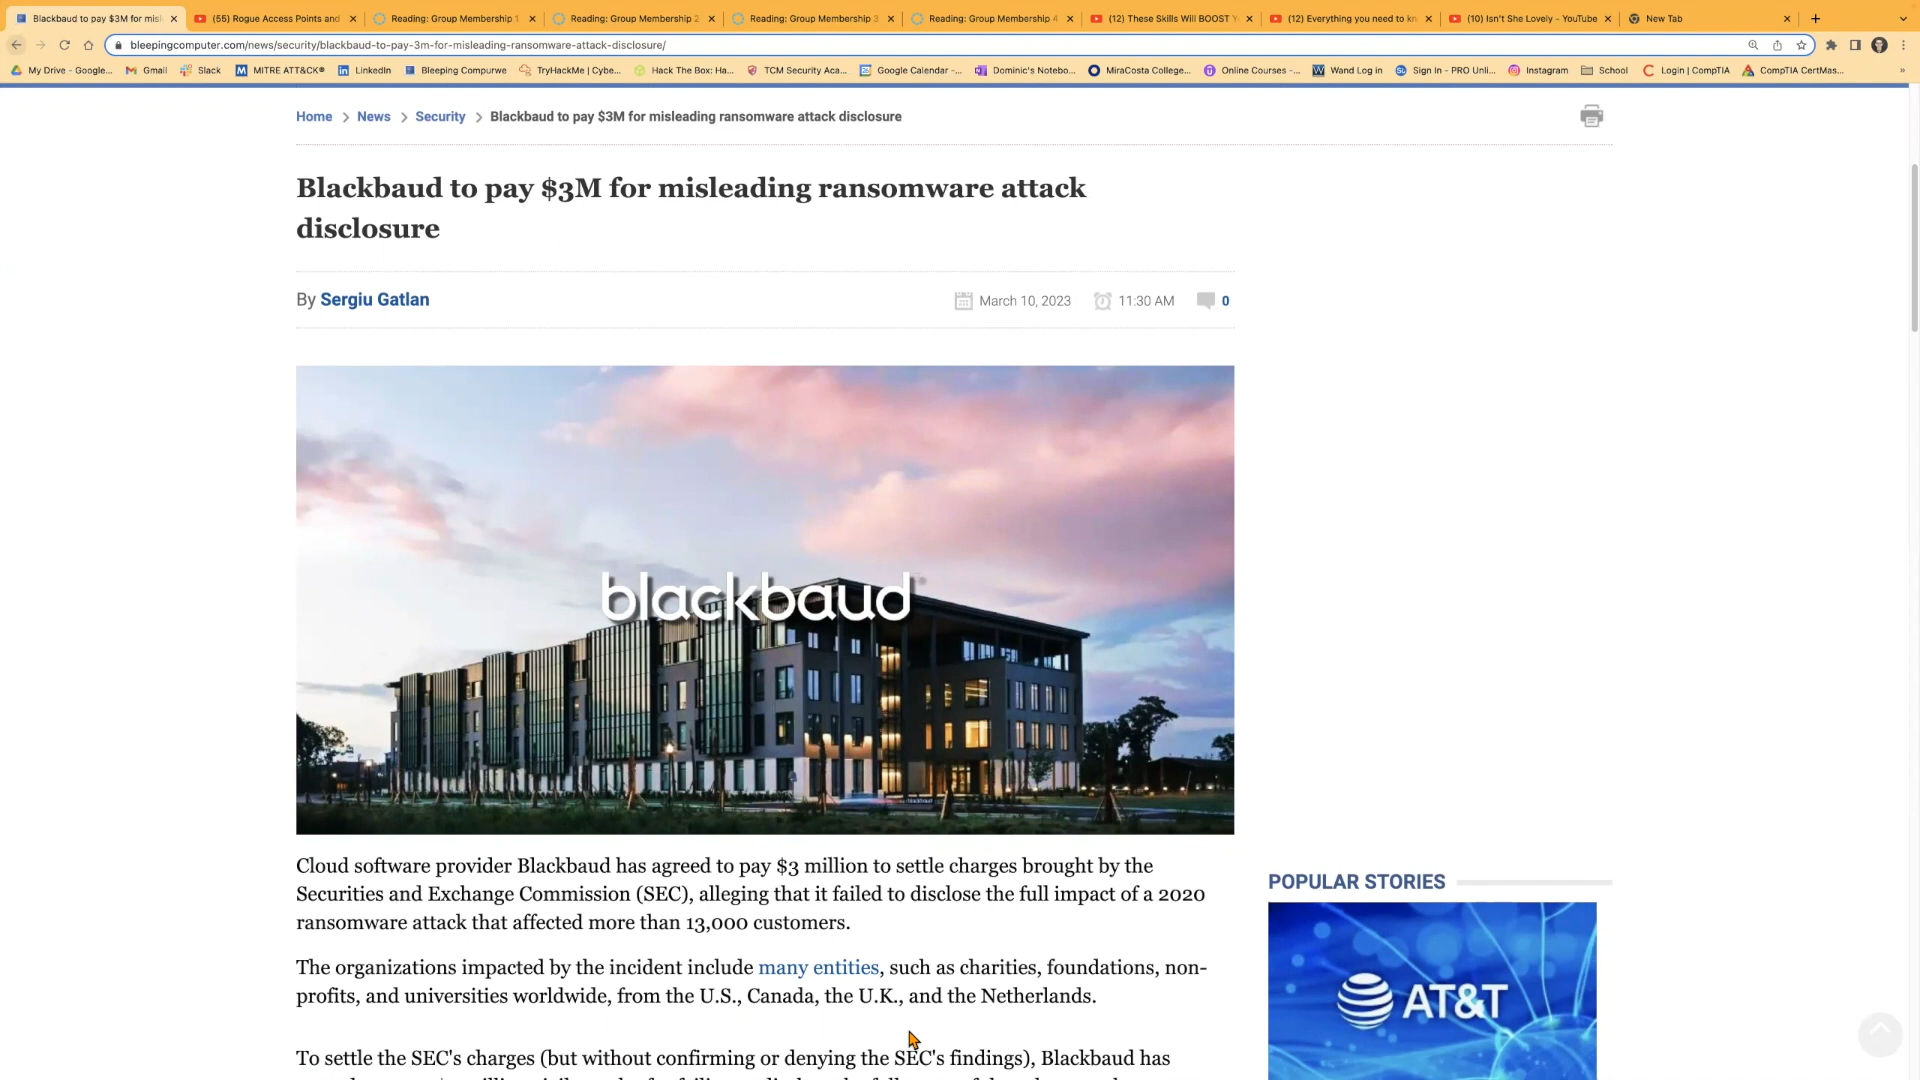 Blackbaud to pay $3M for misl
(55) Rogue Access Points and
Reading: Group Membership 1
Reading: Group Membership 2
Reading: Group Membership 3
Reading: Group Membership 4
(12) These Skills Will BOOST Y
(12) Everything you need to kn
(10) Isn't She Lovely - YouTube
New Tab
bleepingcomputer.com/news/security/blackbaud-to-pay-3m-for-misleading-ransomware-attack-disclosure/
My Drive - Google...
Gmail
Slack
MITRE ATT&CK®
LinkedIn
Bleeping Compurwe
TryHackMe | Cybe...
Hack The Box: Ha...
TCM Security Aca...
Google Calendar -...
Dominic's Notebo...
MiraCosta College...
Online Courses -...
Wand Log in
Sign In - PRO Unli...
Instagram
School
Login | CompTIA
CompTIA CertMas...
Home > News > Security > Blackbaud to pay $3M for misleading ransomware attack disclosure
Blackbaud to pay $3M for misleading ransomware attack
disclosure
By Sergiu Gatlan
March 10, 2023
11:30 AM
0
blackbaud®
Cloud software provider Blackbaud has agreed to pay $3 million to settle charges brought by the
Securities and Exchange Commission (SEC), alleging that it failed to disclose the full impact of a 2020
ransomware attack that affected more than 13,000 customers.
The organizations impacted by the incident include many entities, such as charities, foundations, non-
profits, and universities worldwide, from the U.S., Canada, the U.K., and the Netherlands.
To settle the SEC's charges (but without confirming or denying the SEC's findings), Blackbaud has
POPULAR STORIES
AT&T